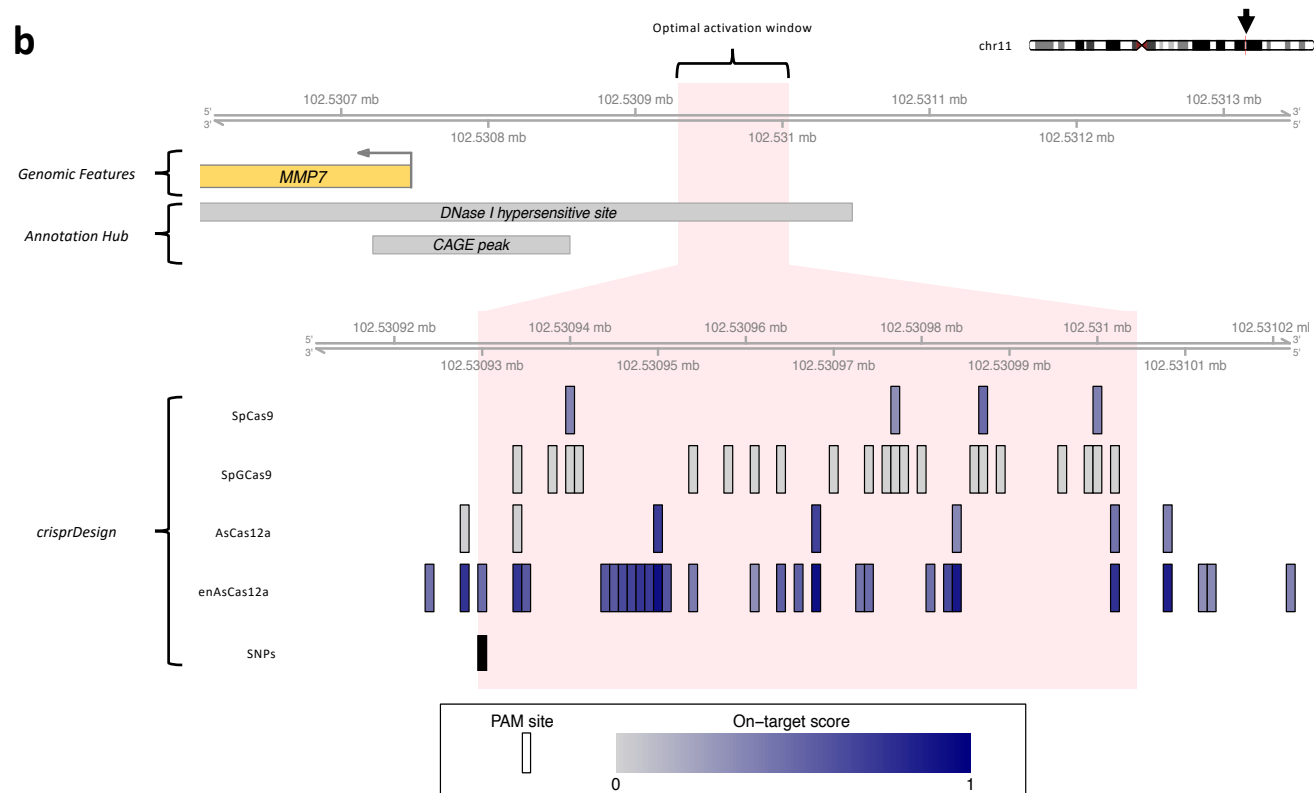 b
Optimal activation window
chr11
102.5307 mb 102.5309 mb 102.5311 mb 102.5313 mb
5' 3'
3' 5'
102.5308 mb 102.531 mb 102.5312 mb
Genomic Features
MMP7
Annotation Hub
DNase I hypersensitive site
CAGE peak
102.53092 mb 102.53094 mb 102.53096 mb 102.53098 mb 102.531 mb 102.53102 ml
5' 3'
3' 5'
102.53093 mb 102.53095 mb 102.53097 mb 102.53099 mb 102.53101 mb
crisprDesign
SpCas9
SpGCas9
AsCas12a
enAsCas12a
SNPs
PAM site On-target score
0 1